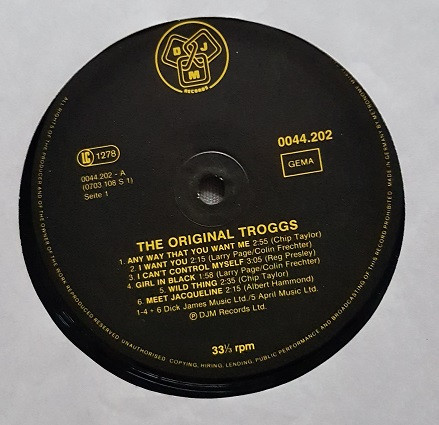 D J M
RECORDS
0044.202
GEMA
LC 1278
0044.202 - A
(0703 108 S 1)
Seite 1
THE ORIGINAL TROGGS
1. ANY WAY THAT YOU WANT ME 2:55 (Chip Taylor)
2. I WANT YOU 2:15 (Larry Page/Colin Frechter)
3. I CAN'T CONTROL MYSELF 3:05 (Reg Presley)
4. GIRL IN BLACK 1:58 (Larry Page/Colin Frechter)
5. WILD THING 2:35 (Chip Taylor)
6. MEET JACQUELINE 2:15 (Albert Hammond)
1-4 + 6 Dick James Music Ltd./5 April Music Ltd.
℗ DJM Records Ltd.
33⅓ rpm
ALL RIGHTS OF THE PRODUCER AND OF THE OWNER OF THE WORK REPRODUCED RESERVED. UNAUTHORISED COPYING, HIRING, LENDING, PUBLIC PERFORMANCE AND BROADCASTING OF THIS RECORD PROHIBITED. MADE IN GERMANY BY METRONOME